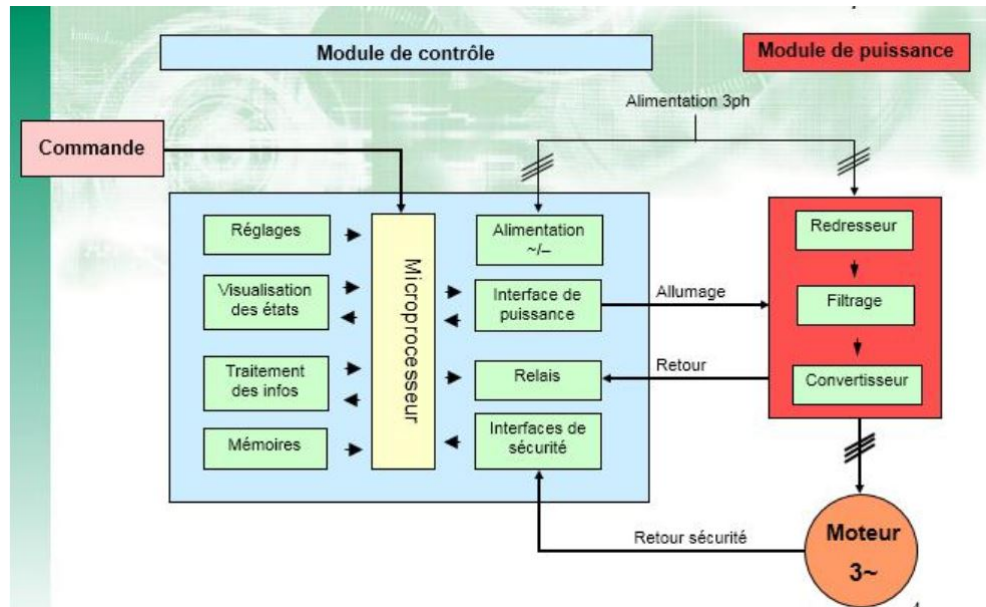 Module de contrôle
Module de puissance
Alimentation 3ph
Commande
Réglages
Visualisation
des états
Traitement
des infos
Mémoires
Microprocesseur
Alimentation
~/–
Interface de
puissance
Relais
Interfaces de
sécurité
Allumage
Retour
Redresseur
Filtrage
Convertisseur
Retour sécurité
Moteur
3~